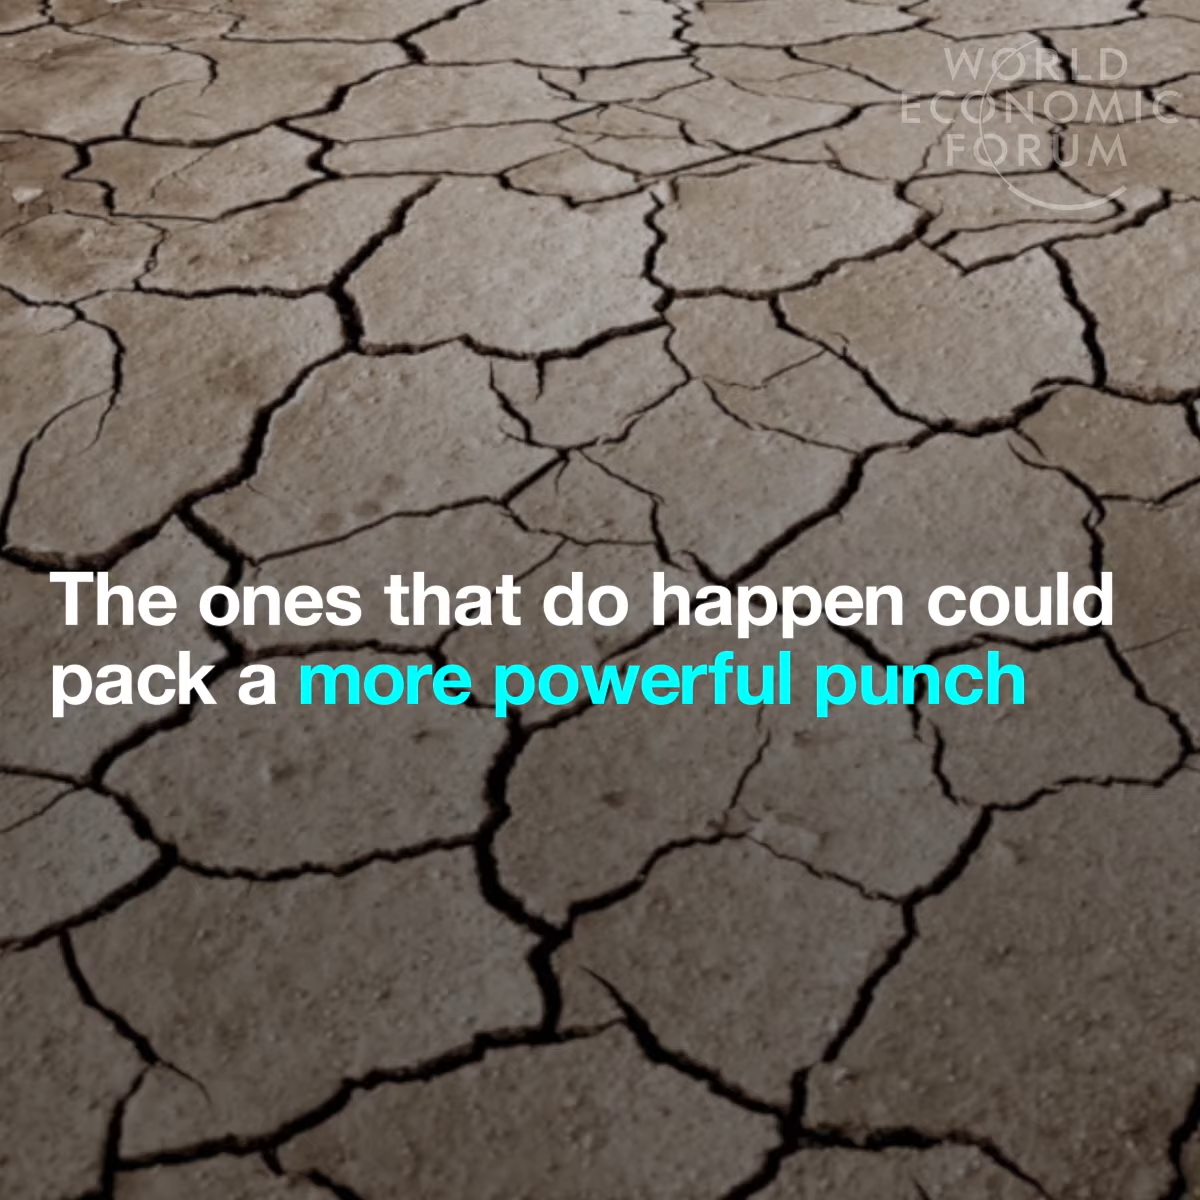 WORLD
ECONOMIC
FORUM
The ones that do happen could
pack a more powerful punch